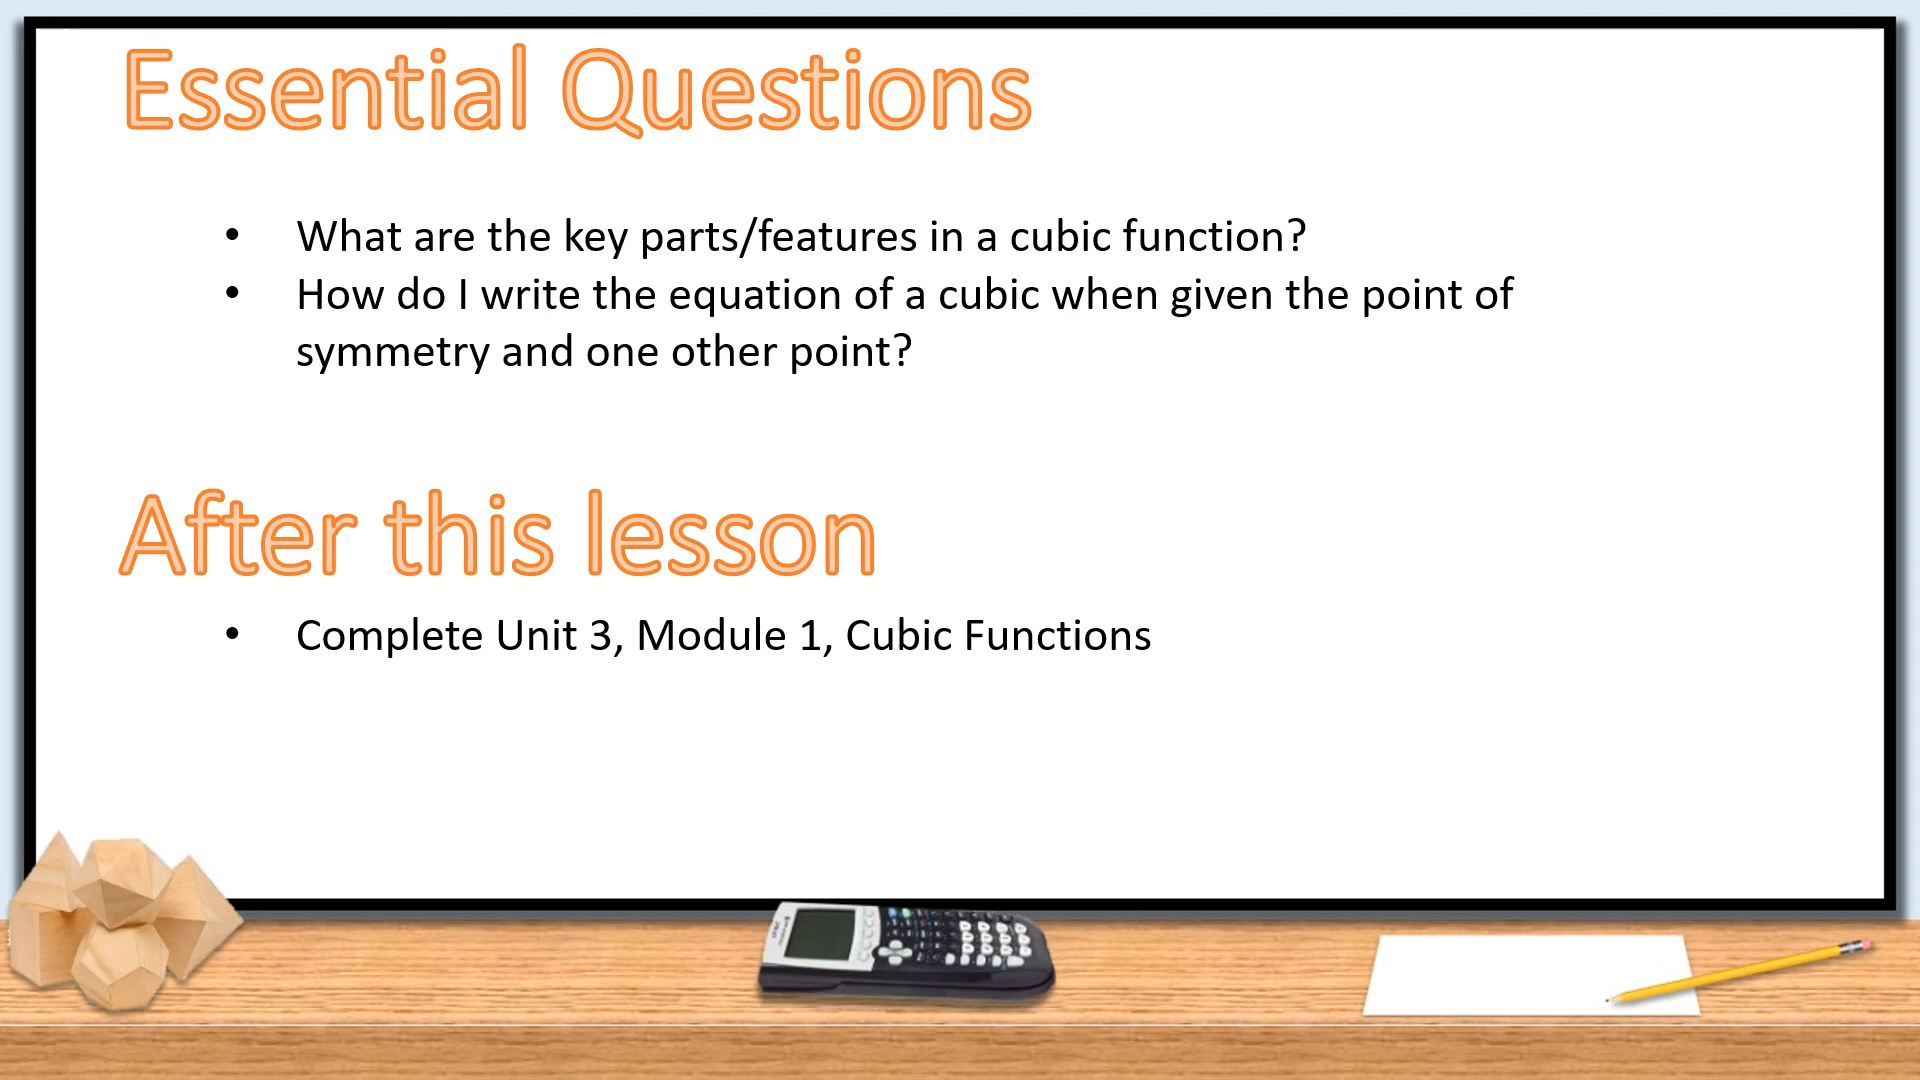 Essential Questions
• What are the key parts/features in a cubic function?
• How do I write the equation of a cubic when given the point of
symmetry and one other point?
After this lesson
• Complete Unit 3, Module 1, Cubic Functions